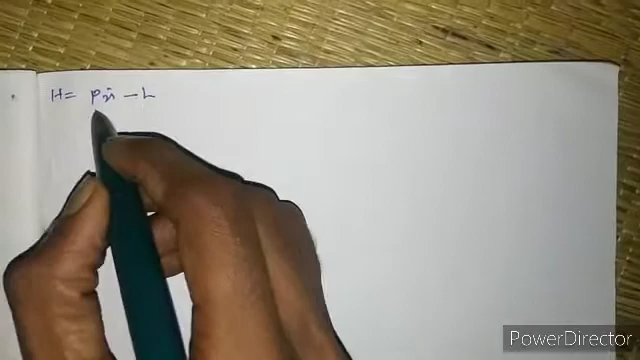 H = pẋ - L
PowerDirector